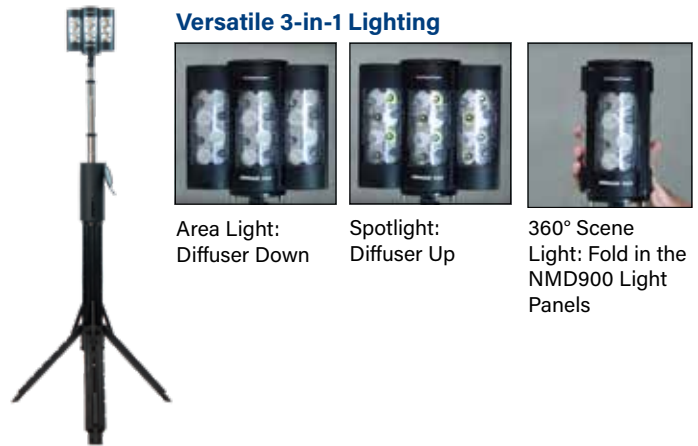 Versatile 3-in-1 Lighting
Area Light:
Diffuser Down
Spotlight:
Diffuser Up
360° Scene
Light: Fold in the
NMD900 Light
Panels